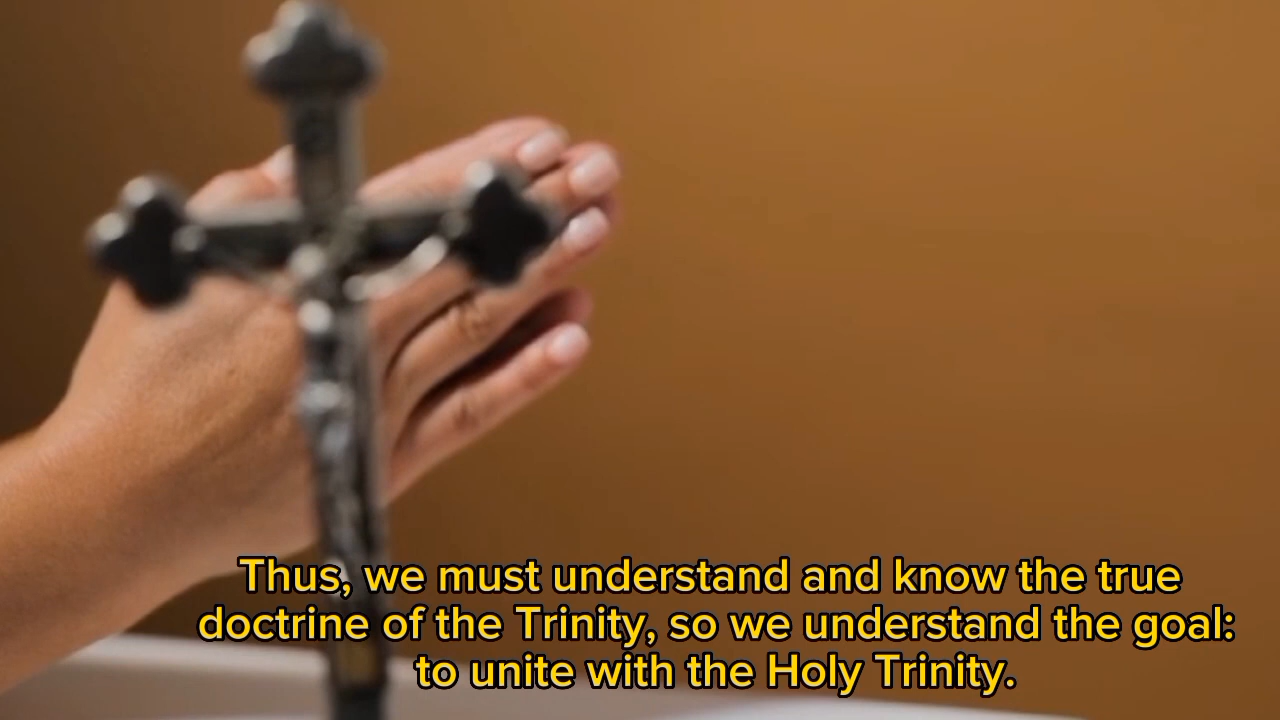 Thus, we must understand and know the true
doctrine of the Trinity, so we understand the goal:
to unite with the Holy Trinity.